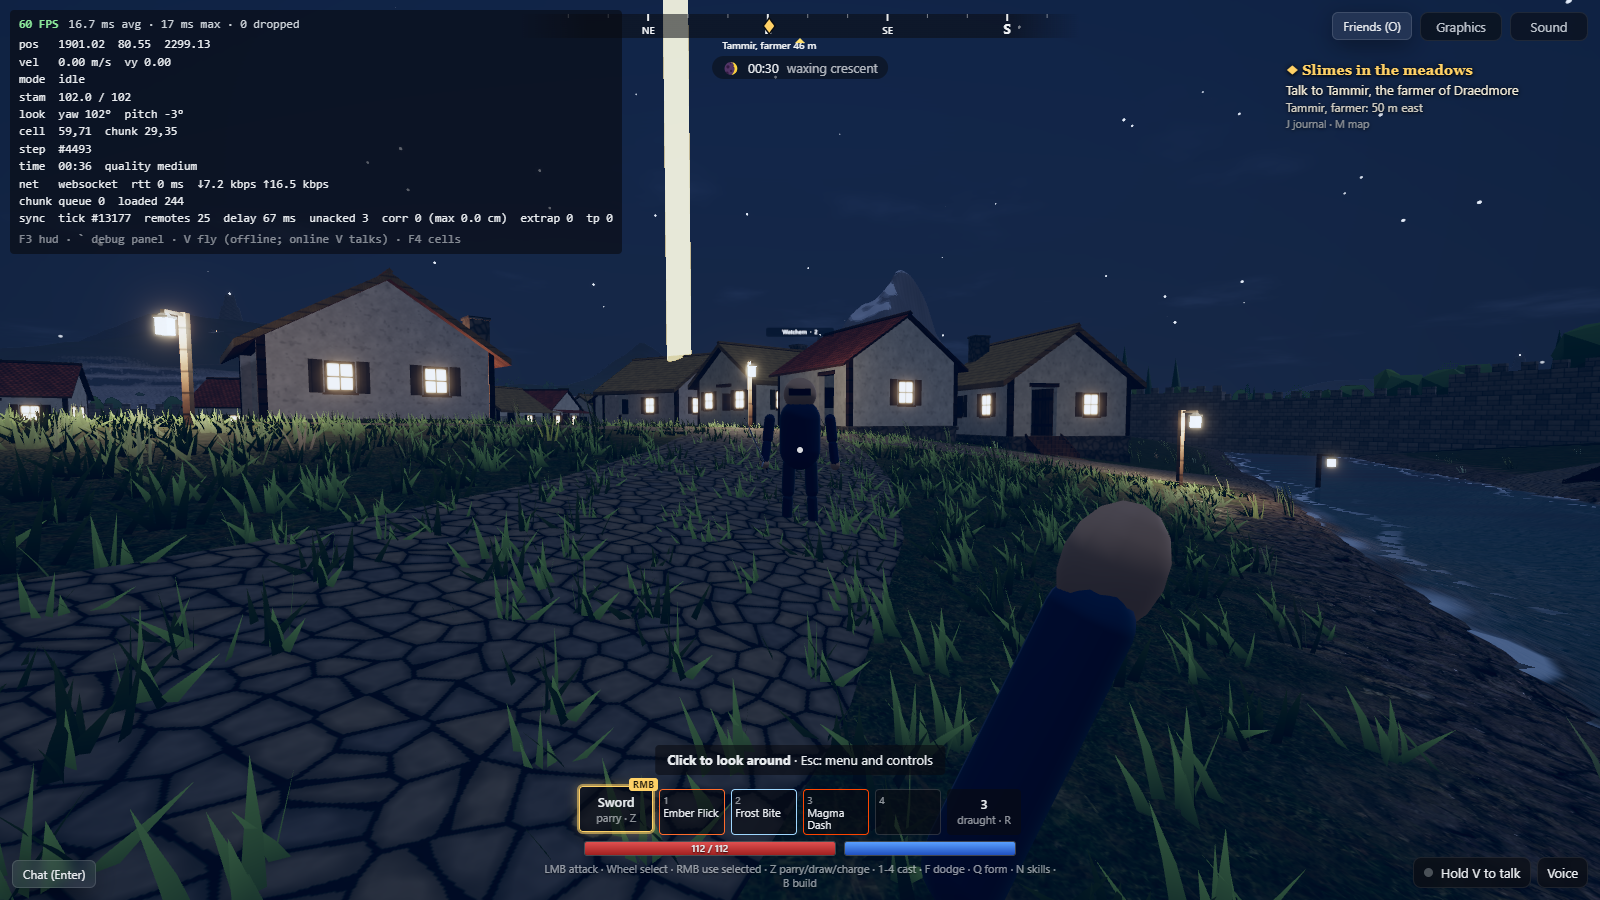 60 FPS 16.7 ms avg · 17 ms max · 0 dropped
pos 1901.02 80.55 2299.13
vel 0.00 m/s vy 0.00
mode idle
stam 102.0 / 102
look yaw 102° pitch -3°
cell 59,71 chunk 29,35
step #4493
time 00:36 quality medium
net websocket rtt 0 ms ↓7.2 kbps ↑16.5 kbps
chunk queue 0 loaded 244
sync tick #13177 remotes 25 delay 67 ms unacked 3 corr 0 (max 0.0 cm) extrap 0 tp 0
F3 hud · ` debug panel · V fly (offline; online V talks) · F4 cells
NE SE S
Tammir, farmer 46 m
00:30 waxing crescent
Friends (O) Graphics Sound
Slimes in the meadows
Talk to Tammir, the farmer of Draedmore
Tammir, farmer: 50 m east
J journal · M map
Watchem · 2
Click to look around · Esc: menu and controls
RMB
Sword
parry · Z
1
Ember Flick
2
Frost Bite
3
Magma
Dash
4
3
draught · R
112 / 112
LMB attack · Wheel select · RMB use selected · Z parry/draw/charge · 1-4 cast · F dodge · Q form · N skills ·
B build
Chat (Enter)
Hold V to talk
Voice